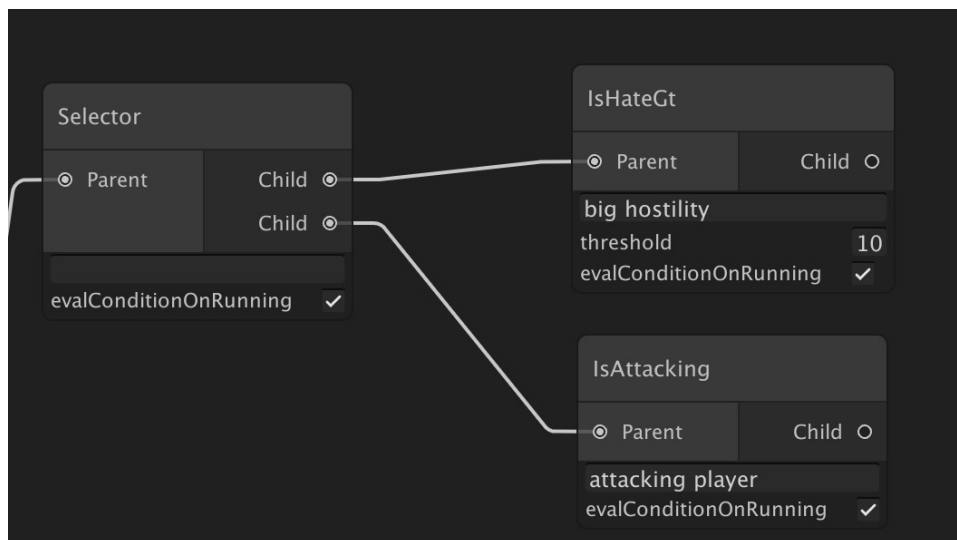 Selector
Parent
Child
Child
evalConditionOnRunning
IsHateGt
Parent
Child
big hostility
threshold
10
evalConditionOnRunning
IsAttacking
Parent
Child
attacking player
evalConditionOnRunning